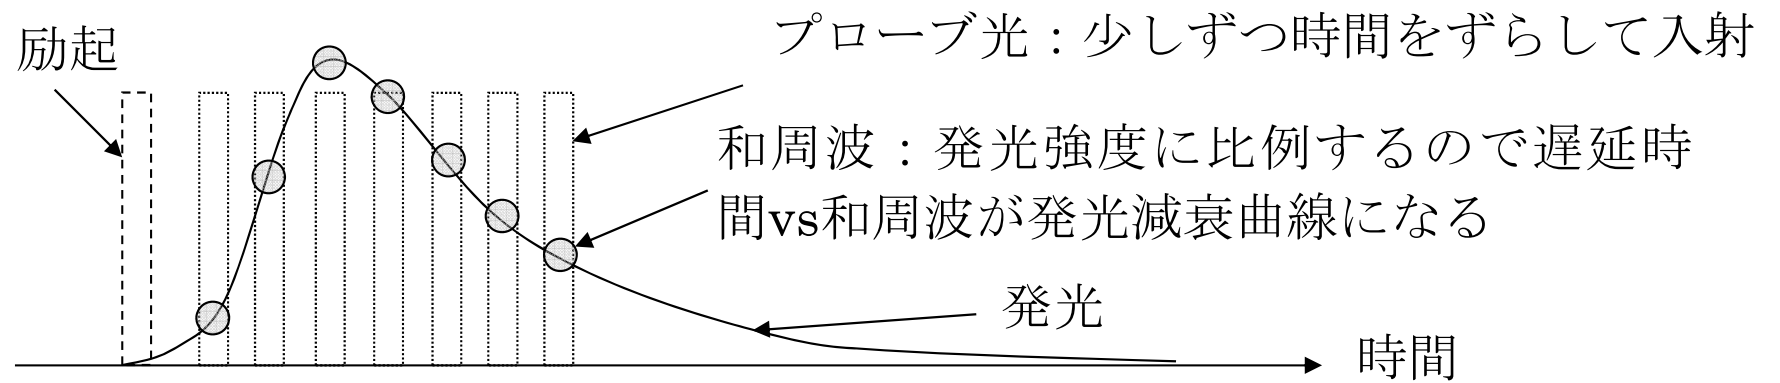 励起
プローブ光：少しずつ時間をずらして入射
和周波：発光強度に比例するので遅延時
間vs和周波が発光減衰曲線になる
発光
時間